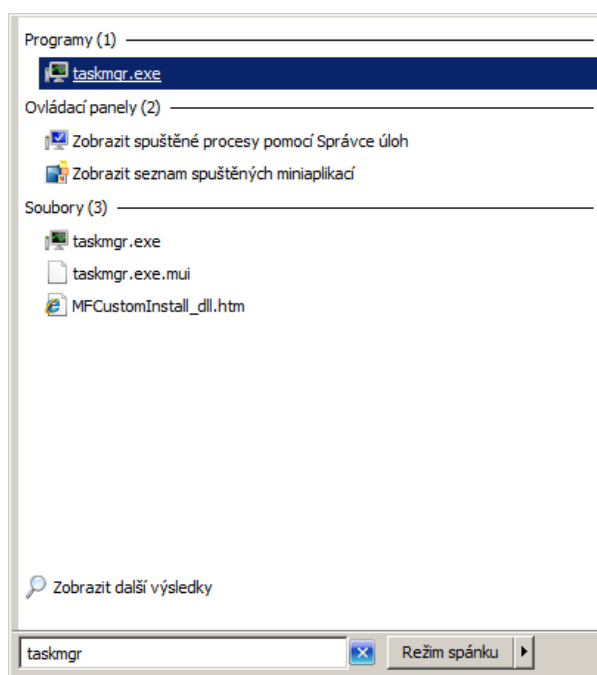 Programy (1)
taskmgr.exe
Ovládací panely (2)
Zobrazit spuštěné procesy pomocí Správce úloh
Zobrazit seznam spuštěných miniaplikací
Soubory (3)
taskmgr.exe
taskmgr.exe.mui
MFCustomInstall_dll.htm
Zobrazit další výsledky
taskmgr
Režim spánku